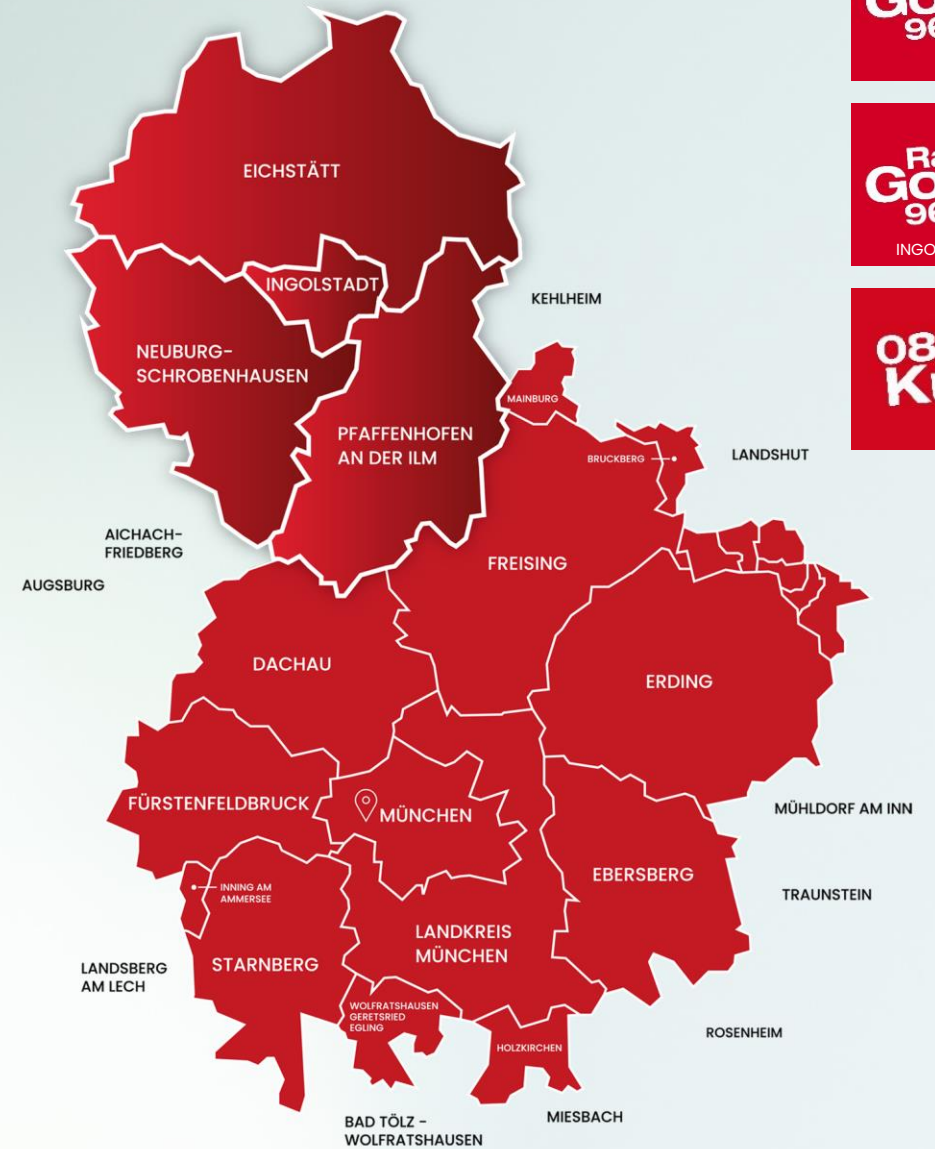 EICHSTÄTT
INGOLSTADT
KEHLHEIM
NEUBURG-
SCHROBENHAUSEN
MAINBURG
PFAFFENHOFEN
AN DER ILM
BRUCKBERG
LANDSHUT
AICHACH-
FRIEDBERG
FREISING
AUGSBURG
DACHAU
ERDING
FÜRSTENFELDBRUCK
MÜNCHEN
MÜHLDORF AM INN
EBERSBERG
INNING AM
AMMERSEE
TRAUNSTEIN
LANDKREIS
MÜNCHEN
STARNBERG
LANDSBERG
AM LECH
WOLFRATSHAUSEN
GERETSRIED
EGLING
ROSENHEIM
HOLZKIRCHEN
MIESBACH
BAD TÖLZ -
WOLFRATSHAUSEN